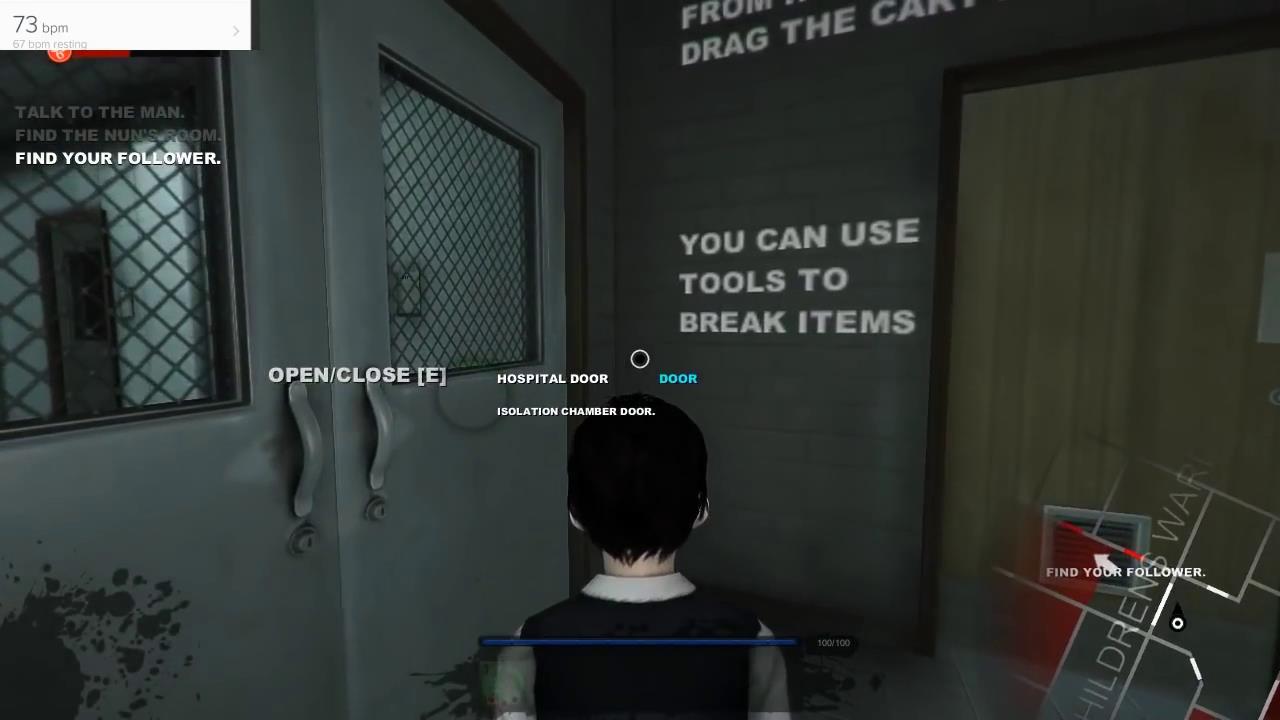 73 bpm
67 bpm resting
TALK TO THE MAN.
FIND THE NUN'S ROOM.
FIND YOUR FOLLOWER.
DRAG THE CART
YOU CAN USE
TOOLS TO
BREAK ITEMS
OPEN/CLOSE [E]
HOSPITAL DOOR DOOR
ISOLATION CHAMBER DOOR.
FIND YOUR FOLLOWER.
100/100